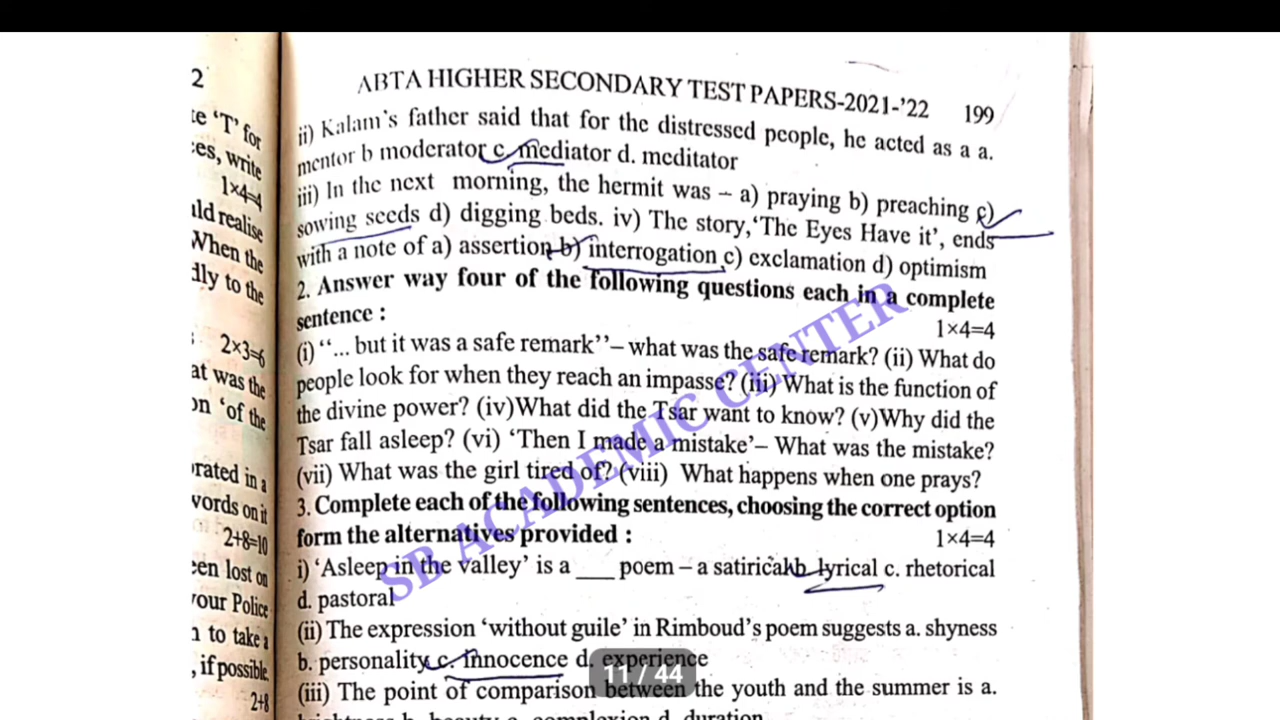 2
ABTA HIGHER SECONDARY TEST PAPERS-2021-'22 199
te 'T' for
ces, write
1×4=4
uld realise
When the
dly to the
2×3=6
at was the
on 'of the
orated in a
words on it
2+8=10
een lost on
your Police
n to take a
, if possible.
2+8
ii) Kalam's father said that for the distressed people, he acted as a a.
mentor b moderator c. mediator d. meditator
iii) In the next morning, the hermit was – a) praying b) preaching c)
sowing seeds d) digging beds. iv) The story,'The Eyes Have it', ends
with a note of a) assertion b) interrogation c) exclamation d) optimism
2. Answer way four of the following questions each in a complete
sentence :
1×4=4
(i) "... but it was a safe remark"– what was the safe remark? (ii) What do
people look for when they reach an impasse? (iii) What is the function of
the divine power? (iv)What did the Tsar want to know? (v)Why did the
Tsar fall asleep? (vi) 'Then I made a mistake'– What was the mistake?
(vii) What was the girl tired of? (viii) What happens when one prays?
3. Complete each of the following sentences, choosing the correct option
form the alternatives provided :
1×4=4
i) 'Asleep in the valley' is a ___ poem – a satirical b. lyrical c. rhetorical
d. pastoral
(ii) The expression 'without guile' in Rimboud's poem suggests a. shyness
b. personality c. innocence d. experience
(iii) The point of comparison between the youth and the summer is a.
brightness b. beauty c. complexion d. duration
SB ACADEMIC CENTER
11 / 44